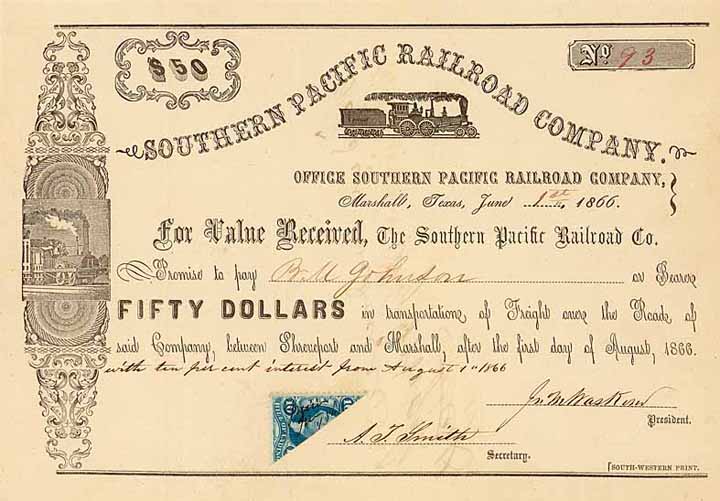 $50
No. 93
SOUTHERN PACIFIC RAILROAD COMPANY.
OFFICE SOUTHERN PACIFIC RAILROAD COMPANY,
Marshall, Texas, June 1st, 1866.
For Value Received, The Southern Pacific Railroad Co.
Promise to pay Johnson or Bearer
FIFTY DOLLARS in transportation of Freight over the Road of
said Company, between Shreveport and Marshall, after the first day of August, 1866.
with ten per cent interest from August 1st 1866
10
President.
A. T. Smith
Secretary.
[SOUTH-WESTERN PRINT.